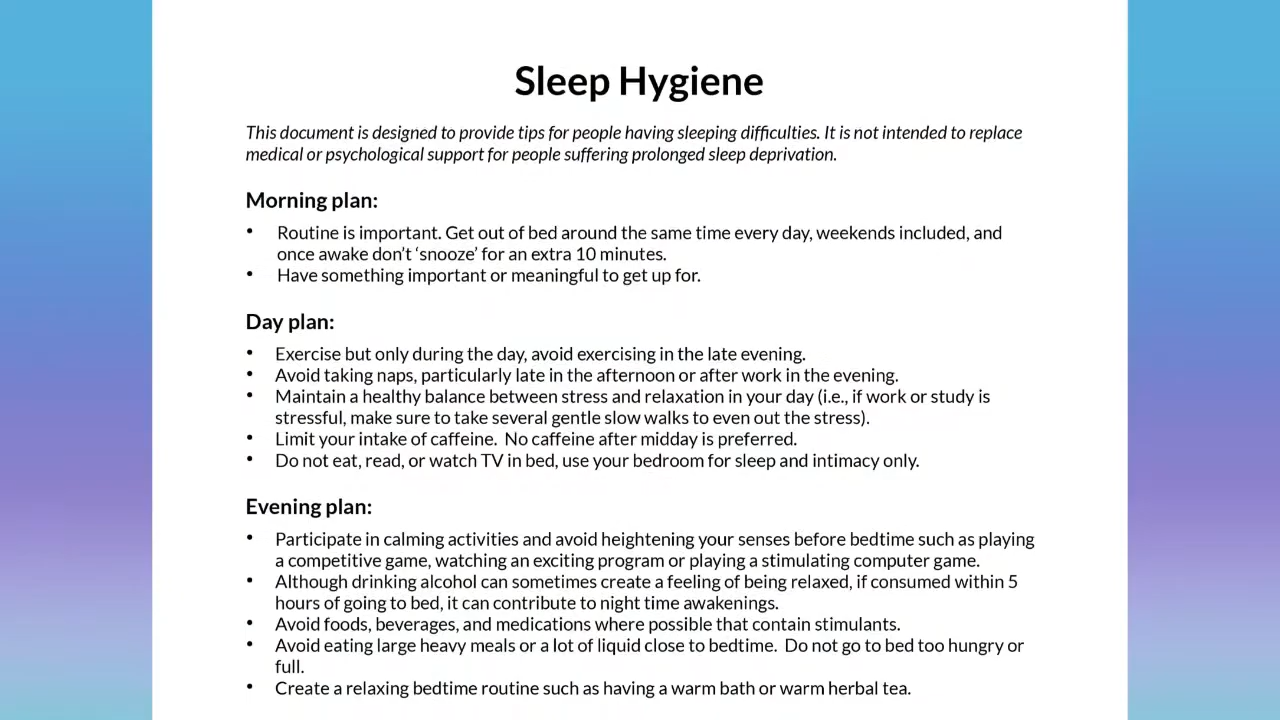 Sleep Hygiene
This document is designed to provide tips for people having sleeping difficulties. It is not intended to replace
medical or psychological support for people suffering prolonged sleep deprivation.
Morning plan:
• Routine is important. Get out of bed around the same time every day, weekends included, and
once awake don’t ‘snooze’ for an extra 10 minutes.
• Have something important or meaningful to get up for.
Day plan:
• Exercise but only during the day, avoid exercising in the late evening.
• Avoid taking naps, particularly late in the afternoon or after work in the evening.
• Maintain a healthy balance between stress and relaxation in your day (i.e., if work or study is
stressful, make sure to take several gentle slow walks to even out the stress).
• Limit your intake of caffeine.  No caffeine after midday is preferred.
• Do not eat, read, or watch TV in bed, use your bedroom for sleep and intimacy only.
Evening plan:
• Participate in calming activities and avoid heightening your senses before bedtime such as playing
a competitive game, watching an exciting program or playing a stimulating computer game.
• Although drinking alcohol can sometimes create a feeling of being relaxed, if consumed within 5
hours of going to bed, it can contribute to night time awakenings.
• Avoid foods, beverages, and medications where possible that contain stimulants.
• Avoid eating large heavy meals or a lot of liquid close to bedtime.  Do not go to bed too hungry or
full.
• Create a relaxing bedtime routine such as having a warm bath or warm herbal tea.